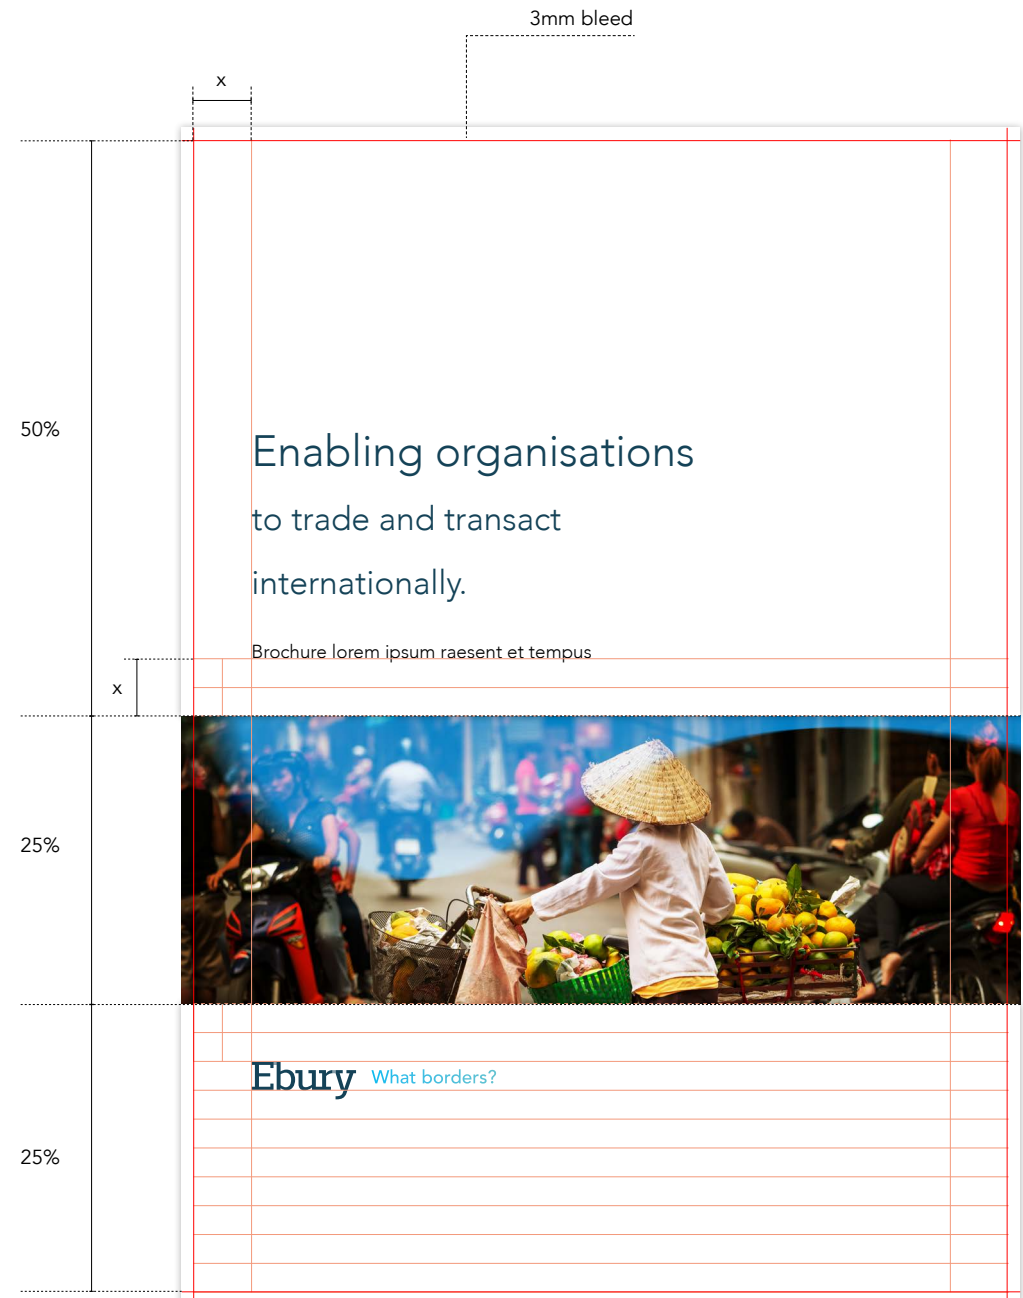 3mm bleed
x
50%
Enabling organisations
to trade and transact
internationally.
Brochure lorem ipsum raesent et tempus
x
25%
Ebury What borders?
25%